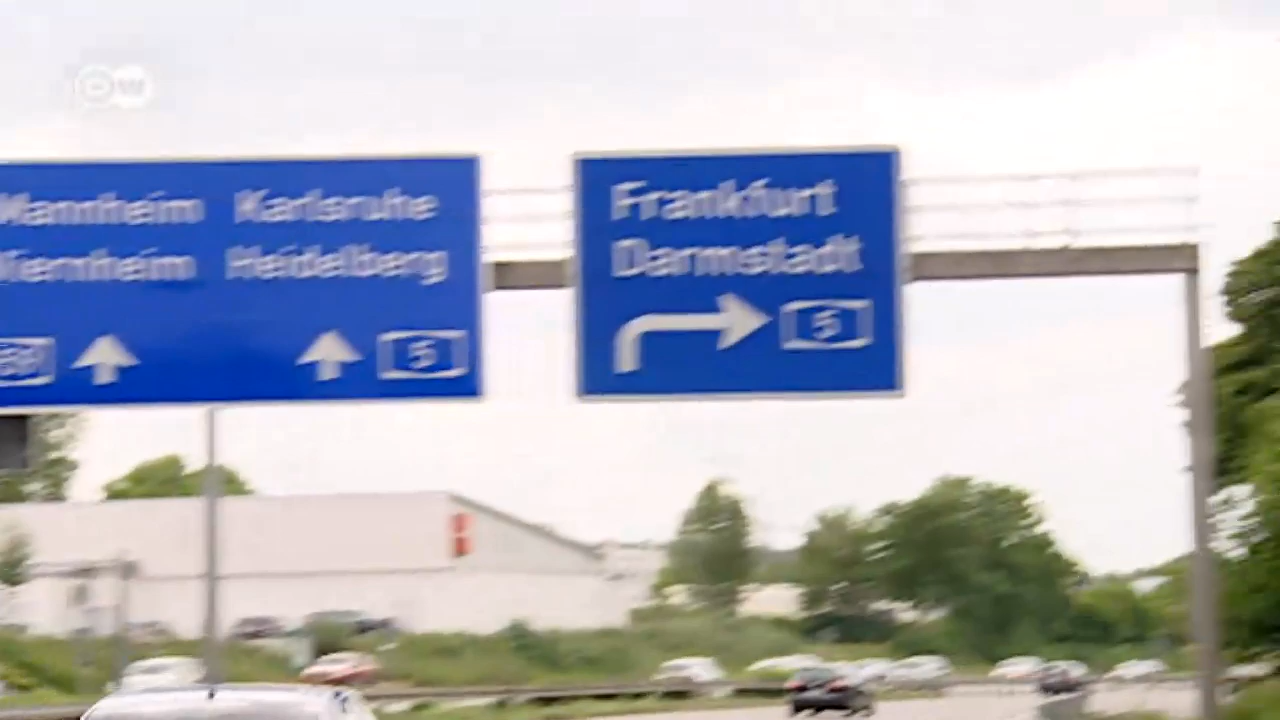 DW
Mannheim Karlsruhe
Viernheim Heidelberg
5
Frankfurt
Darmstadt
5